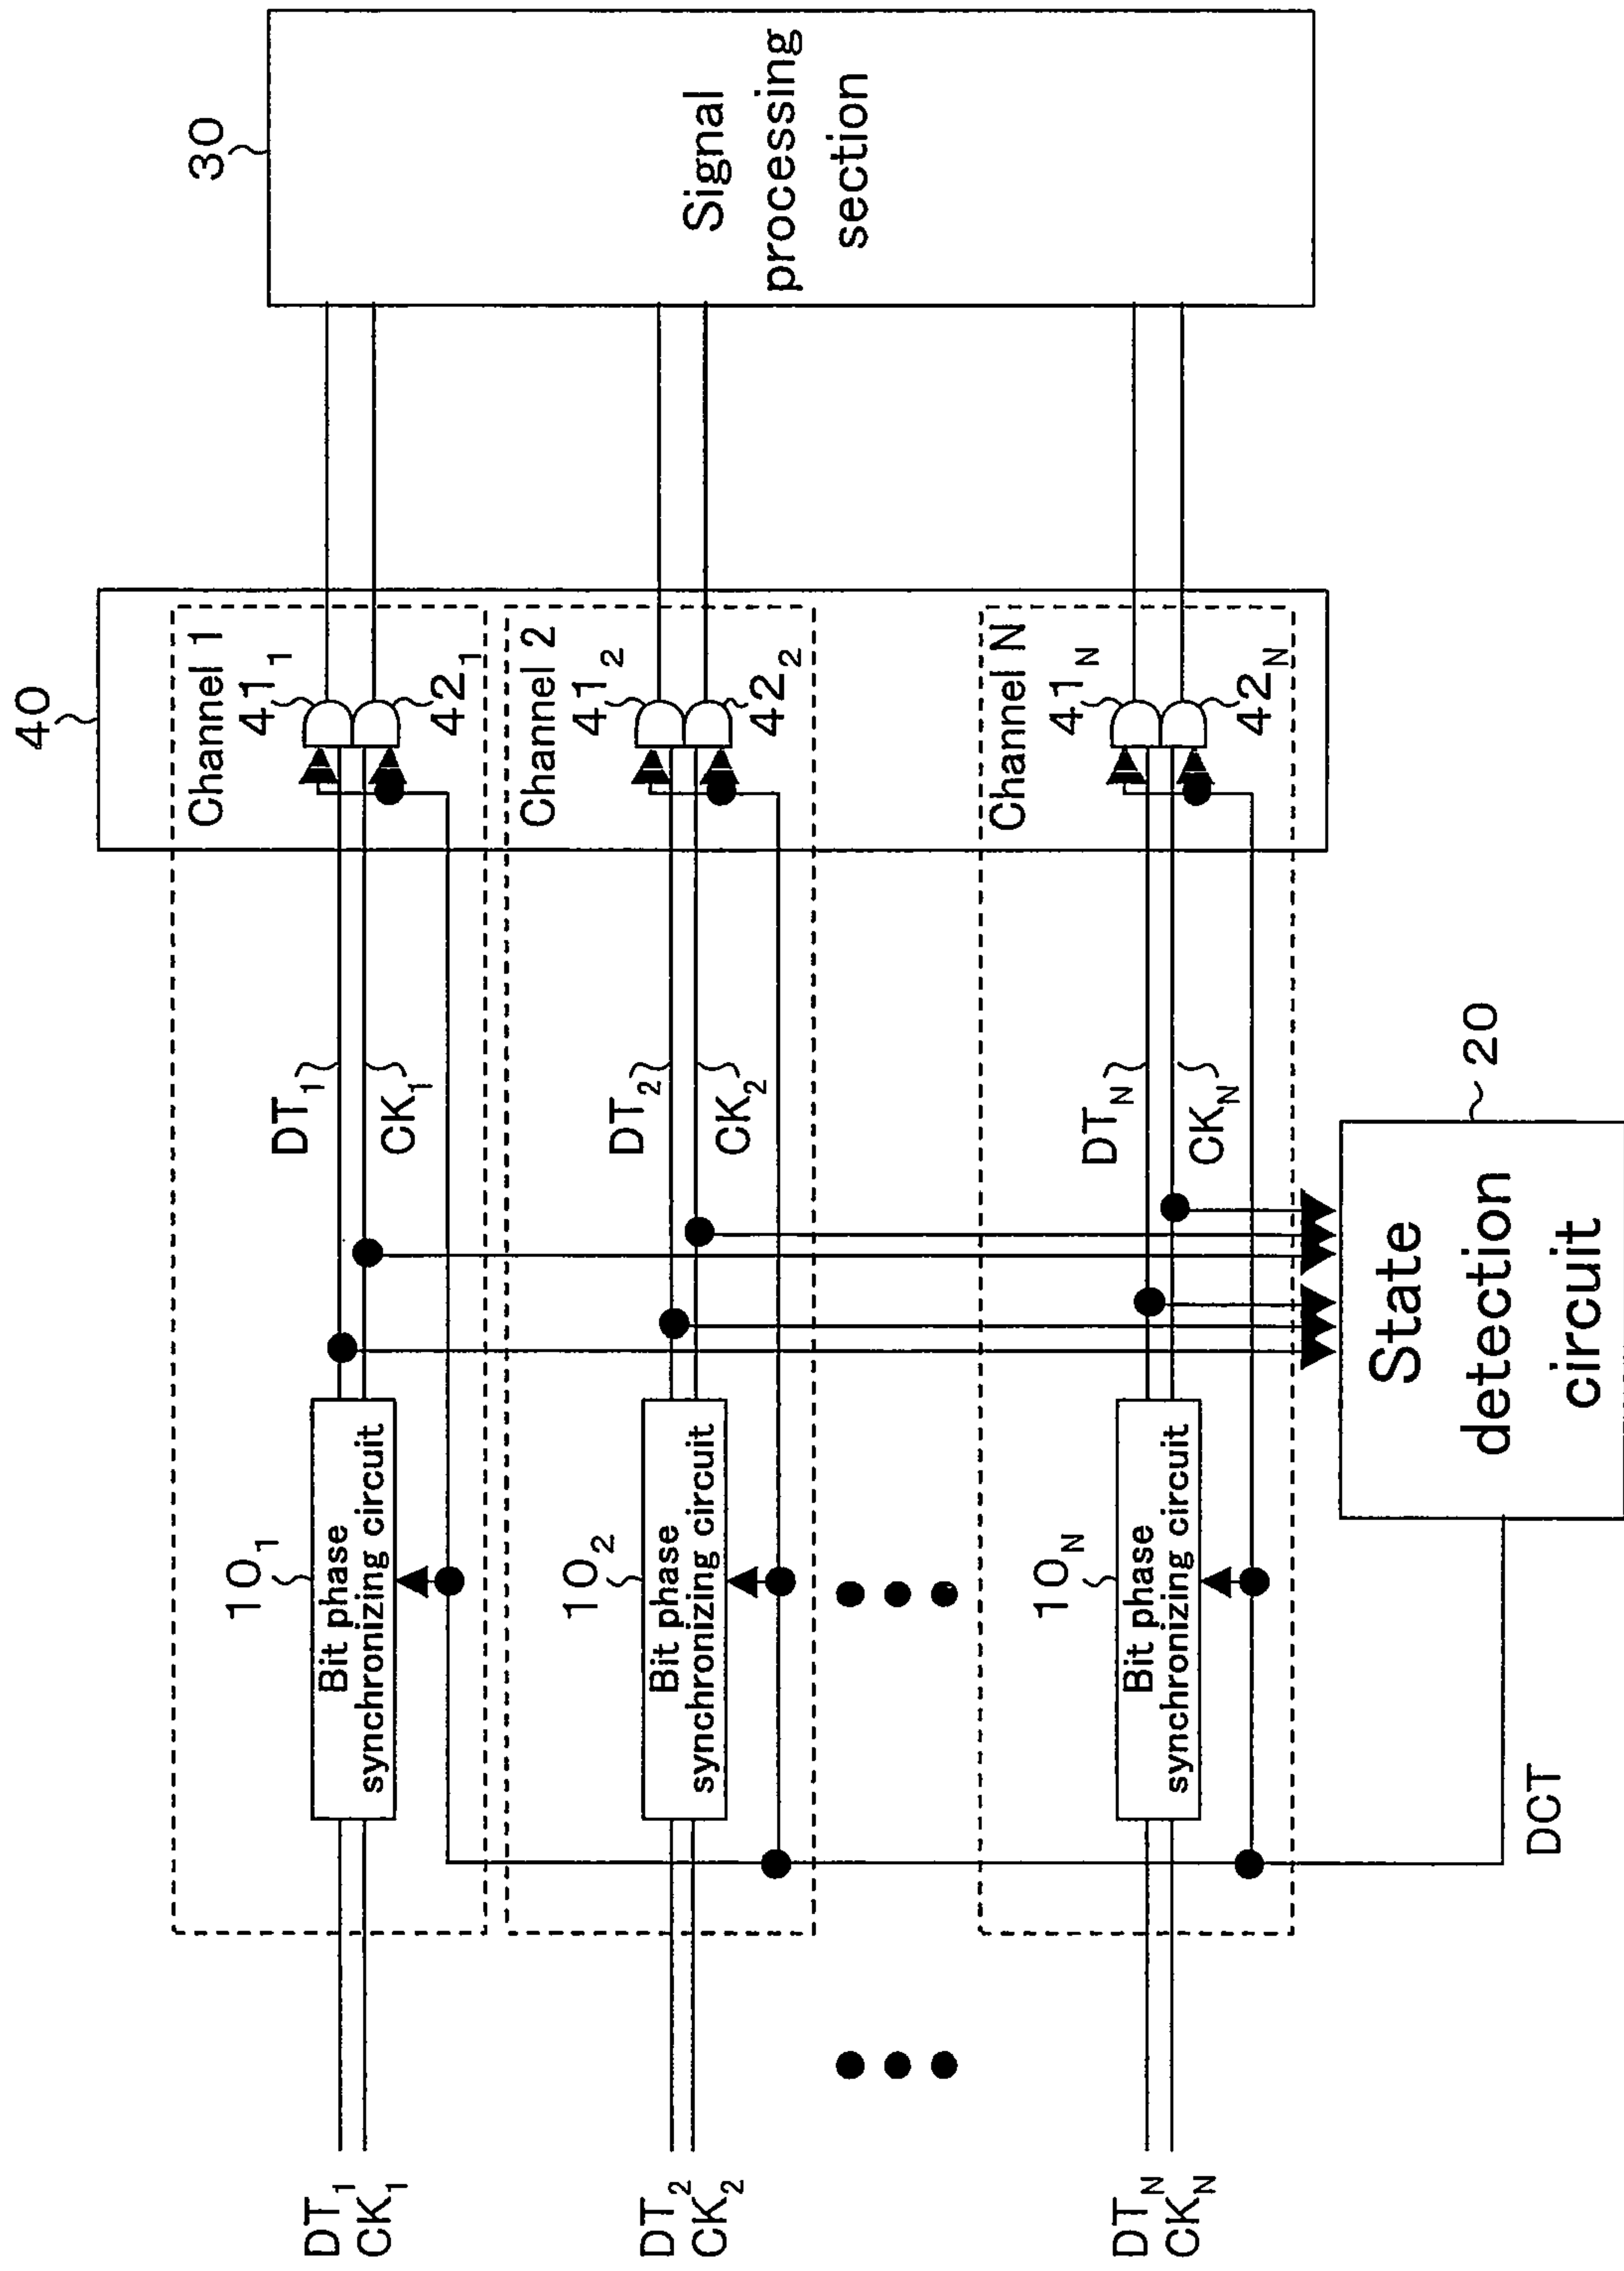 40
30
Channel 1
DT1
CK1
101
Bit phase
synchronizing circuit
DT1
CK1
411
421
Channel 2
DT2
CK2
102
Bit phase
synchronizing circuit
DT2
CK2
412
422
Channel N
DTN
CKN
10N
Bit phase
synchronizing circuit
DTN
CKN
41N
42N
Signal
processing
section
DCT
20
State
detection
circuit